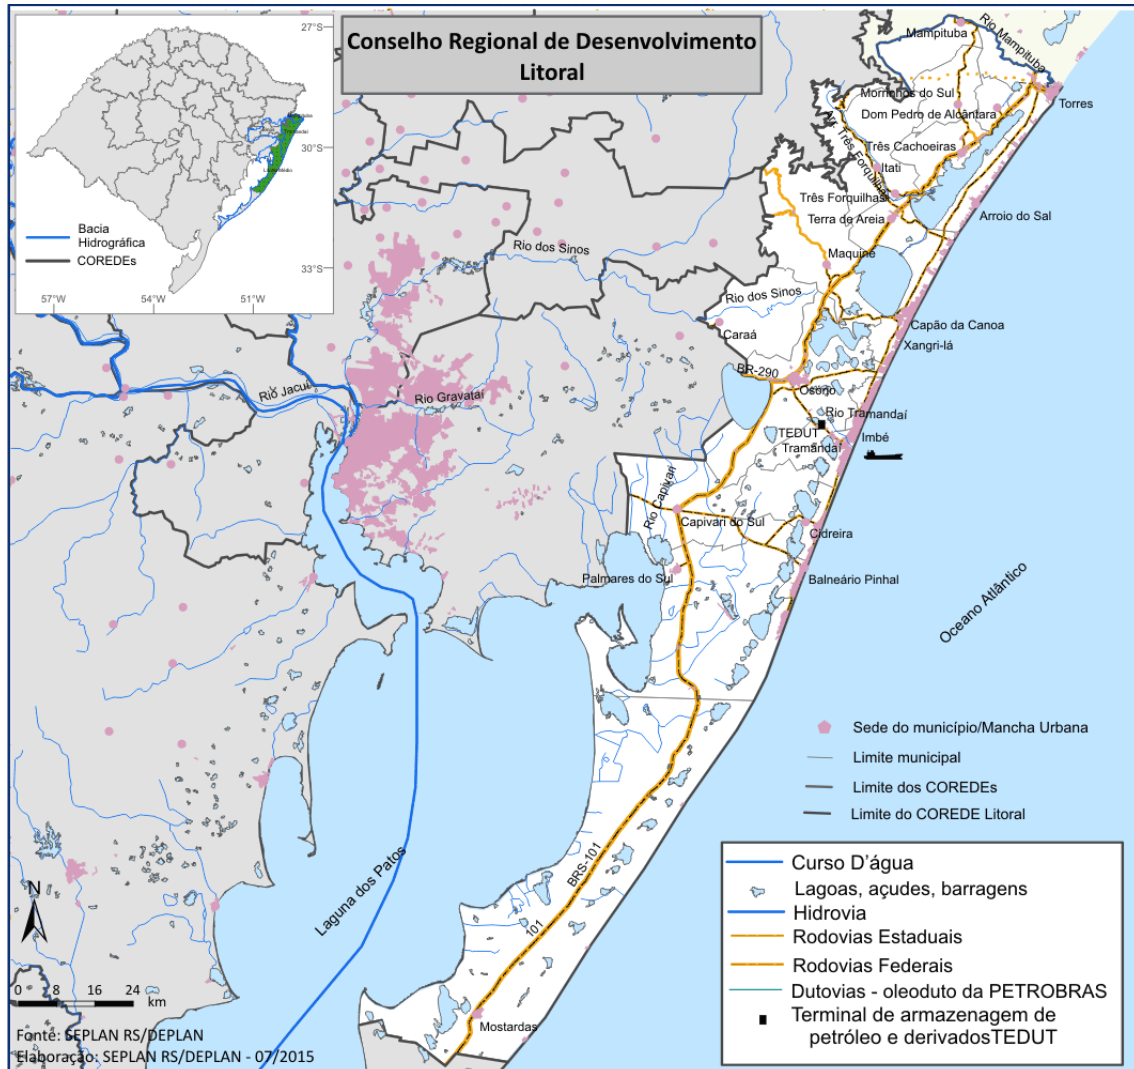 Conselho Regional de Desenvolvimento
Litoral
27°S
30°S
33°S
57°W
54°W
51°W
Bacia
Hidrográfica
COREDEs
Mampituba
Rio Mampituba
Morrinhos do Sul
Torres
Dom Pedro de Alcântara
Arr. Três Forquilhas
Três Cachoeiras
Itati
Três Forquilhas
Terra de Areia
Arroio do Sal
Rio dos Sinos
Maquiné
Rio dos Sinos
Caraá
Capão da Canoa
Xangri-lá
BR-290
Osório
Rio Jacuí
Rio Gravataí
Rio Tramandaí
TEDUT
Imbé
Tramandaí
Rio Capivari
Capivari do Sul
Cidreira
Palmares do Sul
Balneário Pinhal
Oceano Atlântico
Laguna dos Patos
BRS-101
101
Mostardas
Sede do município/Mancha Urbana
Limite municipal
Limite dos COREDEs
Limite do COREDE Litoral
Curso D'água
Lagoas, açudes, barragens
Hidrovia
Rodovias Estaduais
Rodovias Federais
Dutovias - oleoduto da PETROBRAS
Terminal de armazenagem de
petróleo e derivadosTEDUT
N
0 8 16 24
km
Fonte: SEPLAN RS/DEPLAN
Elaboração: SEPLAN RS/DEPLAN - 07/2015